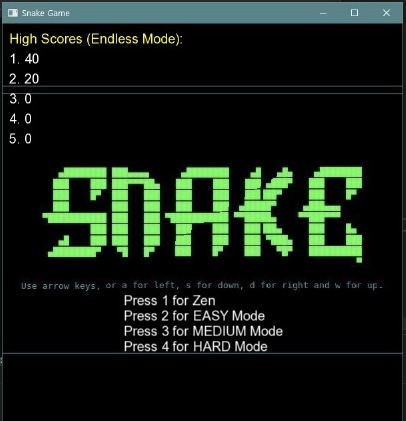 Snake Game
High Scores (Endless Mode):
1. 40
2. 20
3. 0
4. 0
5. 0
SNAKE
Use arrow keys, or a for left, s for down, d for right and w for up.
Press 1 for Zen
Press 2 for EASY Mode
Press 3 for MEDIUM Mode
Press 4 for HARD Mode